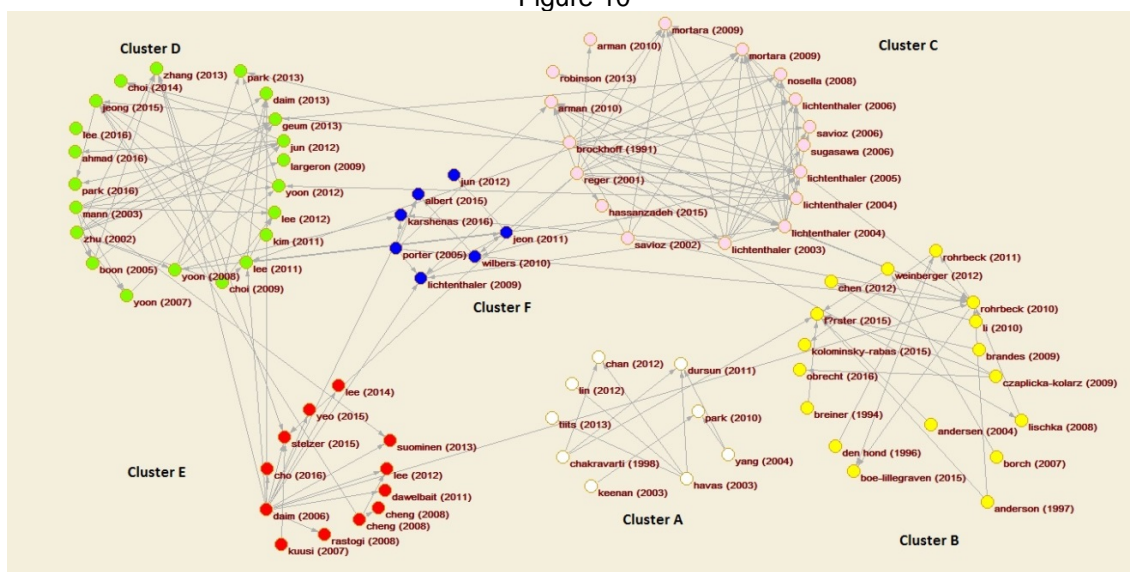 Figure 10
Cluster D
zhang (2013)
choi (2014)
park (2013)
jeong (2015)
daim (2013)
lee (2016)
geum (2013)
jun (2012)
ahmad (2016)
largeron (2009)
park (2016)
yoon (2012)
mann (2003)
lee (2012)
zhu (2002)
kim (2011)
boon (2005)
yoon (2008)
lee (2011)
choi (2009)
yoon (2007)
Cluster C
mortara (2009)
arman (2010)
mortara (2009)
robinson (2013)
nosella (2008)
arman (2010)
lichtenthaler (2006)
savioz (2006)
brockhoff (1991)
sugasawa (2006)
reger (2001)
lichtenthaler (2005)
lichtenthaler (2004)
hassanzadeh (2015)
lichtenthaler (2004)
savioz (2002)
lichtenthaler (2003)
jun (2012)
albert (2015)
karshenas (2016)
jeon (2011)
porter (2005)
wilbers (2010)
lichtenthaler (2009)
Cluster F
rohrbeck (2011)
weinberger (2012)
chen (2012)
rohrbeck (2010)
f?rster (2015)
li (2010)
kolominsky-rabas (2015)
brandes (2009)
obrecht (2016)
czaplicka-kolarz (2009)
breiner (1994)
andersen (2004)
lischka (2008)
den hond (1996)
borch (2007)
boe-lillegraven (2015)
anderson (1997)
Cluster B
chan (2012)
dursun (2011)
lin (2012)
tiits (2013)
park (2010)
chakravarti (1998)
yang (2004)
keenan (2003)
havas (2003)
Cluster A
lee (2014)
yeo (2015)
stelzer (2015)
suominen (2013)
Cluster E
cho (2016)
lee (2012)
dawelbait (2011)
daim (2006)
cheng (2008)
cheng (2008)
rastogi (2008)
kuusi (2007)